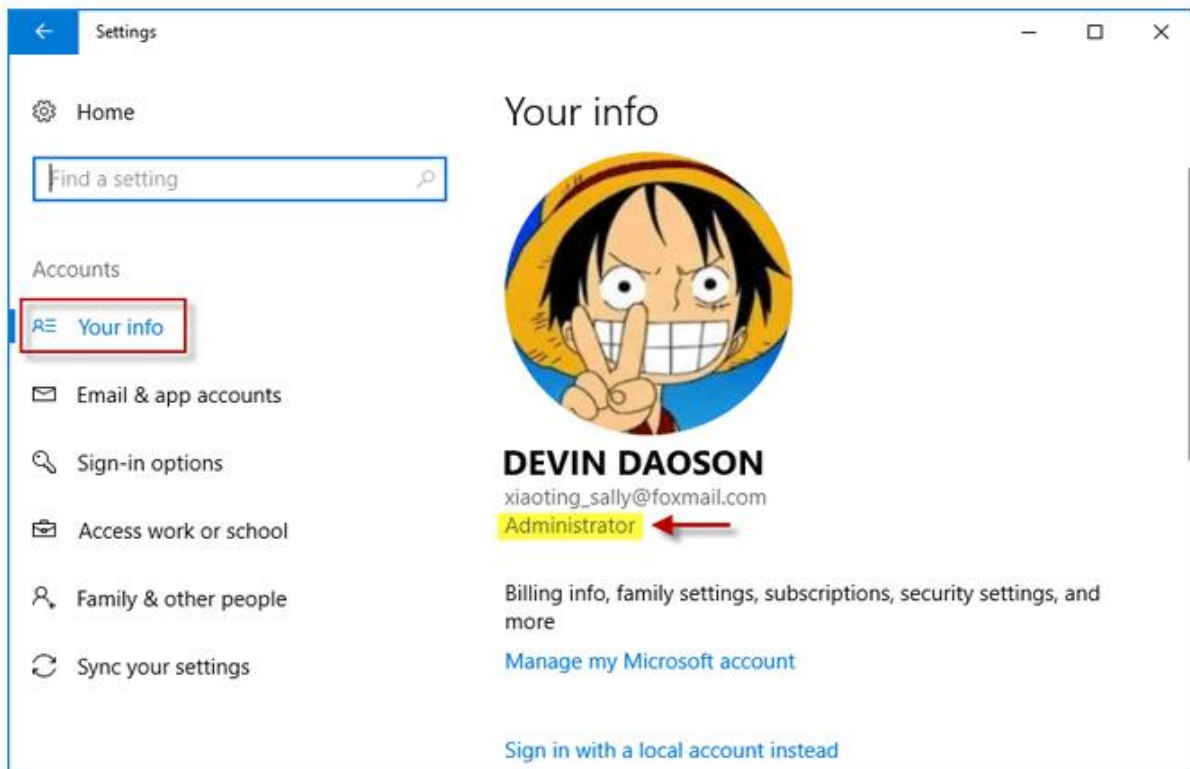 Settings
Home
Find a setting
Accounts
Your info
Email & app accounts
Sign-in options
Access work or school
Family & other people
Sync your settings
Your info
DEVIN DAOSON
xiaoting_sally@foxmail.com
Administrator
Billing info, family settings, subscriptions, security settings, and
more
Manage my Microsoft account
Sign in with a local account instead